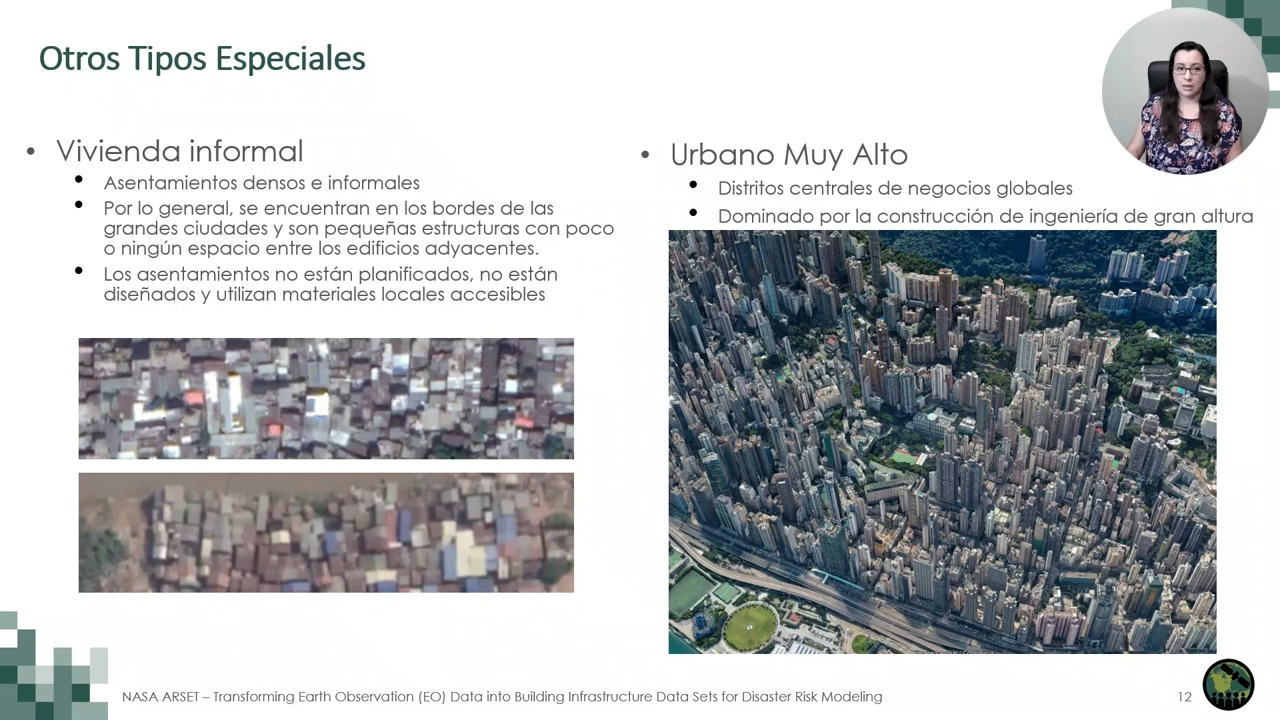 Otros Tipos Especiales
• Vivienda informal
• Asentamientos densos e informales
• Por lo general, se encuentran en los bordes de las
grandes ciudades y son pequeñas estructuras con poco
o ningún espacio entre los edificios adyacentes.
• Los asentamientos no están planificados, no están
diseñados y utilizan materiales locales accesibles
• Urbano Muy Alto
• Distritos centrales de negocios globales
• Dominado por la construcción de ingeniería de gran altura
NASA ARSET – Transforming Earth Observation (EO) Data into Building Infrastructure Data Sets for Disaster Risk Modeling
12